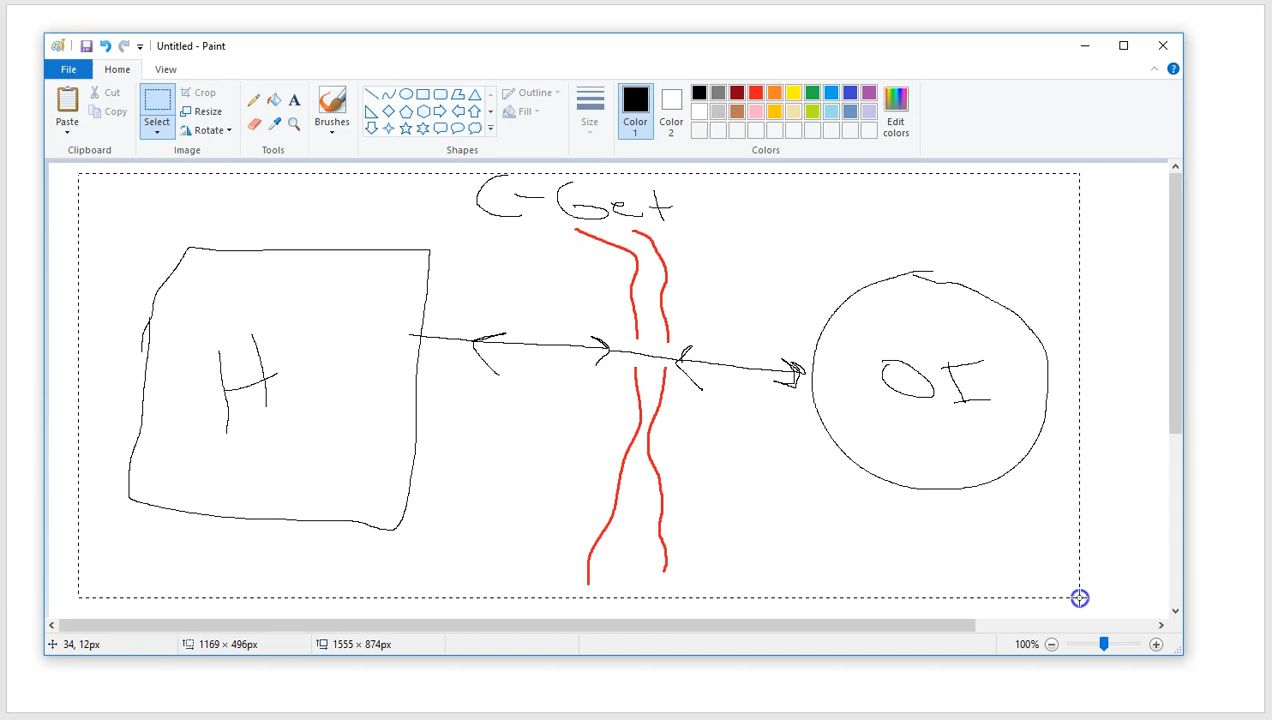 Untitled - Paint
File Home View
Paste
Cut
Copy
Clipboard
Select
Crop
Resize
Rotate
Image
A
Tools
Brushes
Outline
Fill
Shapes
Size
Color 1
Color 2
Edit colors
Colors
C-Get
H
OI
34, 12px
1169 × 496px
1555 × 874px
100%